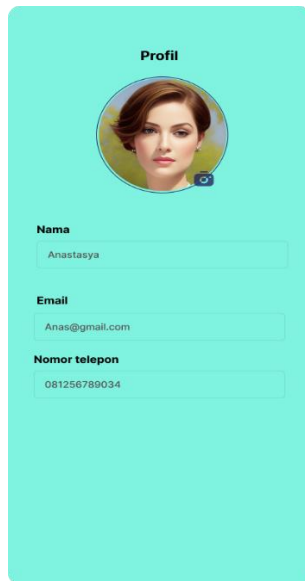 Profil
Nama
Anastasya
Email
Anas@gmail.com
Nomor telepon
081256789034